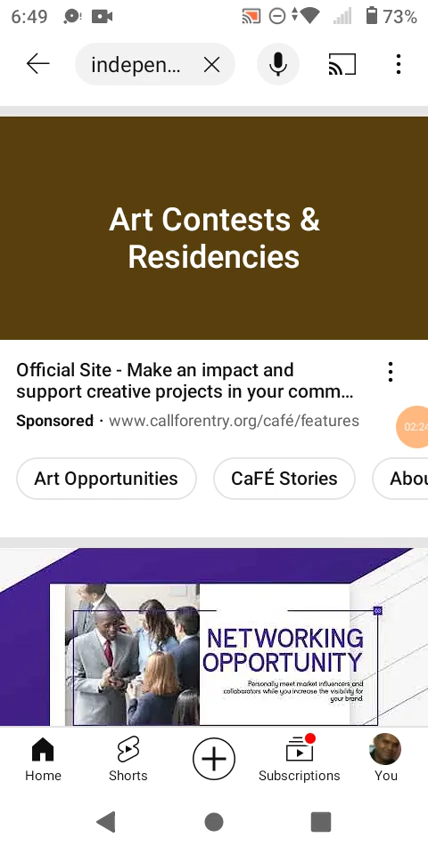 6:49
73%
indepen...
Art Contests &
Residencies
Official Site - Make an impact and
support creative projects in your comm...
Sponsored · www.callforentry.org/café/features
02:24
Art Opportunities
CaFÉ Stories
Abou
NETWORKING
OPPORTUNITY
Personally meet market influencers and
collaborators while you increase the visibility for
your brand.
Home
Shorts
Subscriptions
You